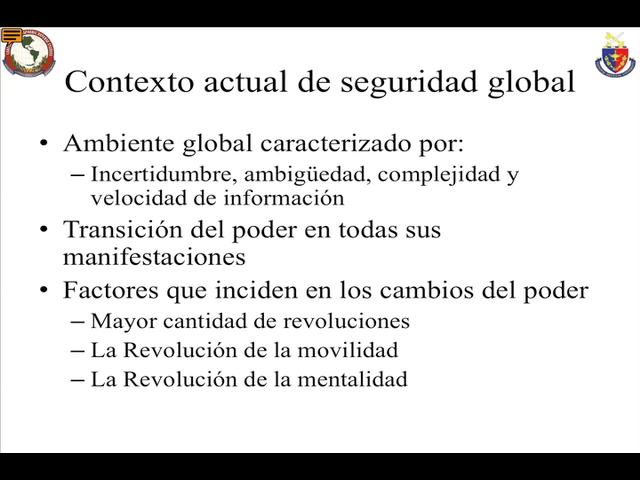 Contexto actual de seguridad global
• Ambiente global caracterizado por:
– Incertidumbre, ambigüedad, complejidad y
velocidad de información
• Transición del poder en todas sus
manifestaciones
• Factores que inciden en los cambios del poder
– Mayor cantidad de revoluciones
– La Revolución de la movilidad
– La Revolución de la mentalidad